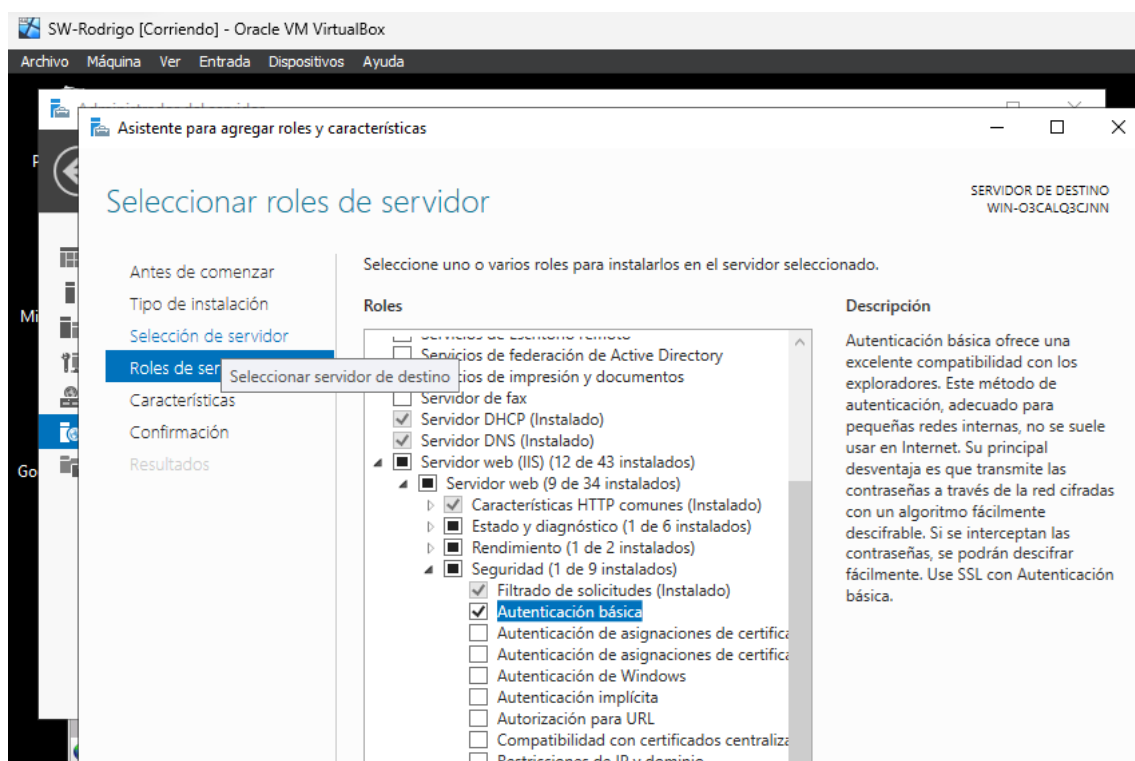 SW-Rodrigo [Corriendo] - Oracle VM VirtualBox
Archivo Máquina Ver Entrada Dispositivos Ayuda
Asistente para agregar roles y características
Seleccionar roles de servidor
SERVIDOR DE DESTINO
WIN-O3CALQ3CJNN
Antes de comenzar
Tipo de instalación
Selección de servidor
Roles de ser
Seleccionar servidor de destino
Características
Confirmación
Resultados
Seleccione uno o varios roles para instalarlos en el servidor seleccionado.
Roles
Servicios de Escritorio remoto
Servicios de federación de Active Directory
cios de impresión y documentos
Servidor de fax
Servidor DHCP (Instalado)
Servidor DNS (Instalado)
Servidor web (IIS) (12 de 43 instalados)
Servidor web (9 de 34 instalados)
Características HTTP comunes (Instalado)
Estado y diagnóstico (1 de 6 instalados)
Rendimiento (1 de 2 instalados)
Seguridad (1 de 9 instalados)
Filtrado de solicitudes (Instalado)
Autenticación básica
Autenticación de asignaciones de certifica
Autenticación de asignaciones de certifica
Autenticación de Windows
Autenticación implícita
Autorización para URL
Compatibilidad con certificados centraliza
Restricciones de IP y dominio
Descripción
Autenticación básica ofrece una
excelente compatibilidad con los
exploradores. Este método de
autenticación, adecuado para
pequeñas redes internas, no se suele
usar en Internet. Su principal
desventaja es que transmite las
contraseñas a través de la red cifradas
con un algoritmo fácilmente
descifrable. Si se interceptan las
contraseñas, se podrán descifrar
fácilmente. Use SSL con Autenticación
básica.
Mi
Go